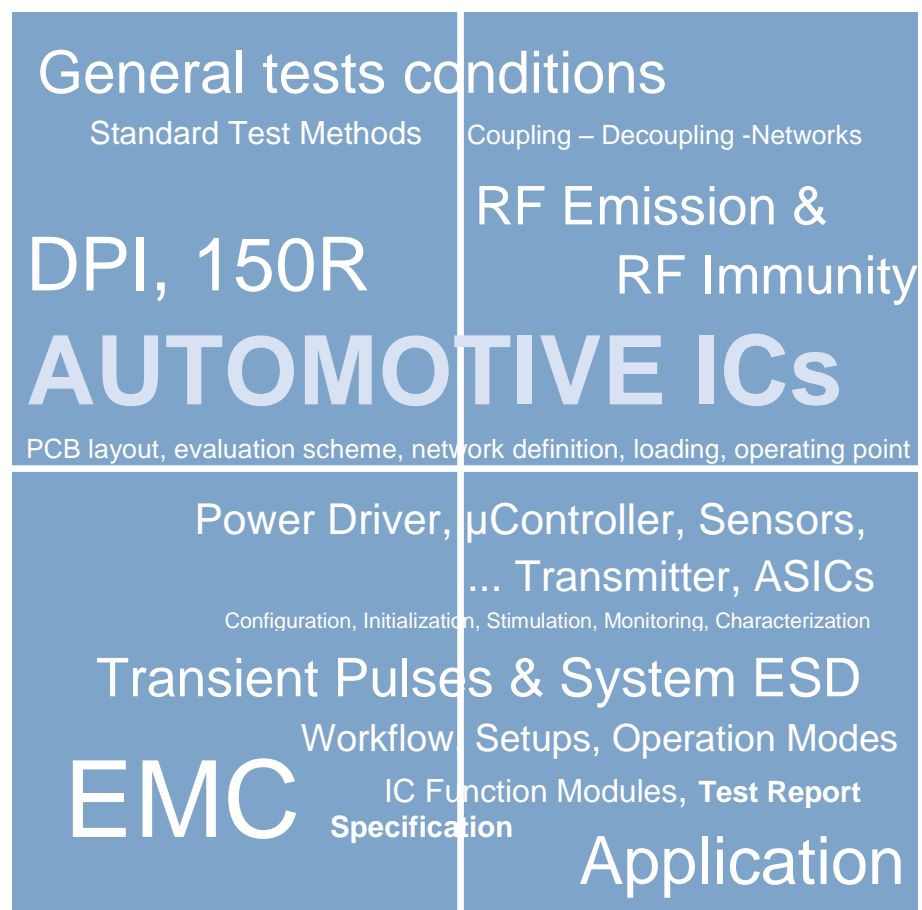 General tests conditions
Standard Test Methods Coupling – Decoupling -Networks
RF Emission &
DPI, 150R
RF Immunity
AUTOMOTIVE ICs
PCB layout, evaluation scheme, network definition, loading, operating point
Power Driver, µController, Sensors,
... Transmitter, ASICs
Configuration, Initialization, Stimulation, Monitoring, Characterization
Transient Pulses & System ESD
Workflow, Setups, Operation Modes
EMC
IC Function Modules, Test Report
Specification
Application